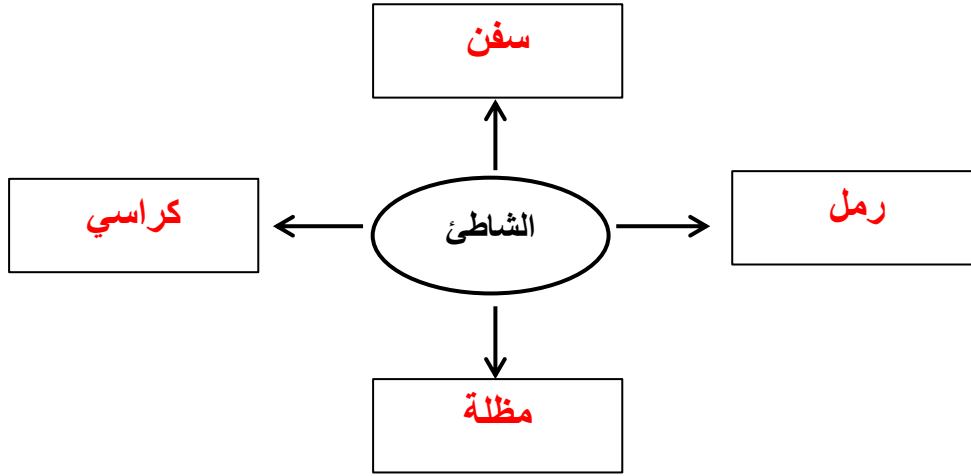 سفن
رمل
الشاطئ
كراسي
مظلة